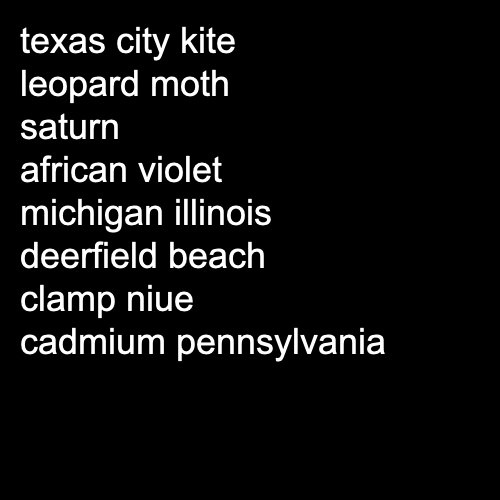 texas city kite
leopard moth
saturn
african violet
michigan illinois
deerfield beach
clamp niue
cadmium pennsylvania